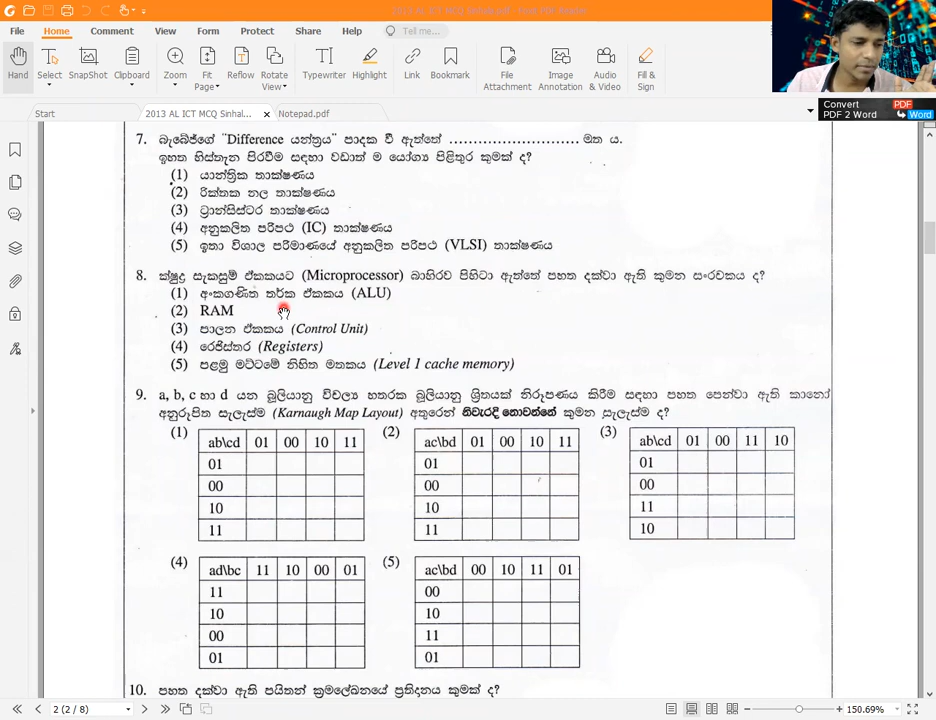 2013 AL ICT MCQ Sinhala.pdf - Foxit PDF Reader
File Home Comment View Form Protect Share Help Tell me...
Hand Select SnapShot Clipboard Zoom Fit Page Reflow Rotate View Typewriter Highlight Link Bookmark File Attachment Image Annotation Audio & Video Fill & Sign
Start 2013 AL ICT MCQ Sinhal... Notepad.pdf
Convert PDF
PDF 2 Word Word
7. බැබේජ්ගේ "Difference යන්ත්‍රය" පාදක වී ඇත්තේ ............................ මත ය.
ඉහත හිස්තැන පිරවීම සඳහා වඩාත් ම යෝග්‍ය පිළිතුර කුමක් ද?
(1) යාන්ත්‍රික තාක්ෂණය
(2) රික්තක නල තාක්ෂණය
(3) ට්‍රාන්සිස්ටර තාක්ෂණය
(4) අනුකලිත පරිපථ (IC) තාක්ෂණය
(5) ඉතා විශාල පරිමාණයේ අනුකලිත පරිපථ (VLSI) තාක්ෂණය
8. ක්ෂුද්‍ර සැකසුම් ඒකකයට (Microprocessor) බාහිරව පිහිටා ඇත්තේ පහත දක්වා ඇති කුමන සංරචකය ද?
(1) අංකගණිත තර්ක ඒකකය (ALU)
(2) RAM
(3) පාලන ඒකකය (Control Unit)
(4) රෙජිස්තර (Registers)
(5) පළමු මට්ටමේ නිහිත මතකය (Level 1 cache memory)
9. a, b, c හා d යන බූලියානු විචල්‍ය හතරක බූලියානු ශ්‍රිතයක් නිරූපණය කිරීම සඳහා පහත පෙන්වා ඇති කානෝ
අනුරූපිත සැලැස්ම (Karnaugh Map Layout) අතුරෙන් නිවැරදි නොවන්නේ කුමන සැලැස්ම ද?
(1) ab\cd 01 00 10 11
01
00
10
11
(2) ac\bd 01 00 10 11
01
00
10
11
(3) ab\cd 01 00 11 10
01
00
11
10
(4) ad\bc 11 10 00 01
11
10
00
01
(5) ac\bd 00 10 11 01
00
10
11
01
10. පහත දක්වා ඇති පයිතන් ක්‍රමලේඛනයේ ප්‍රතිදානය කුමක් ද?
2 (2 / 8) 150.69%